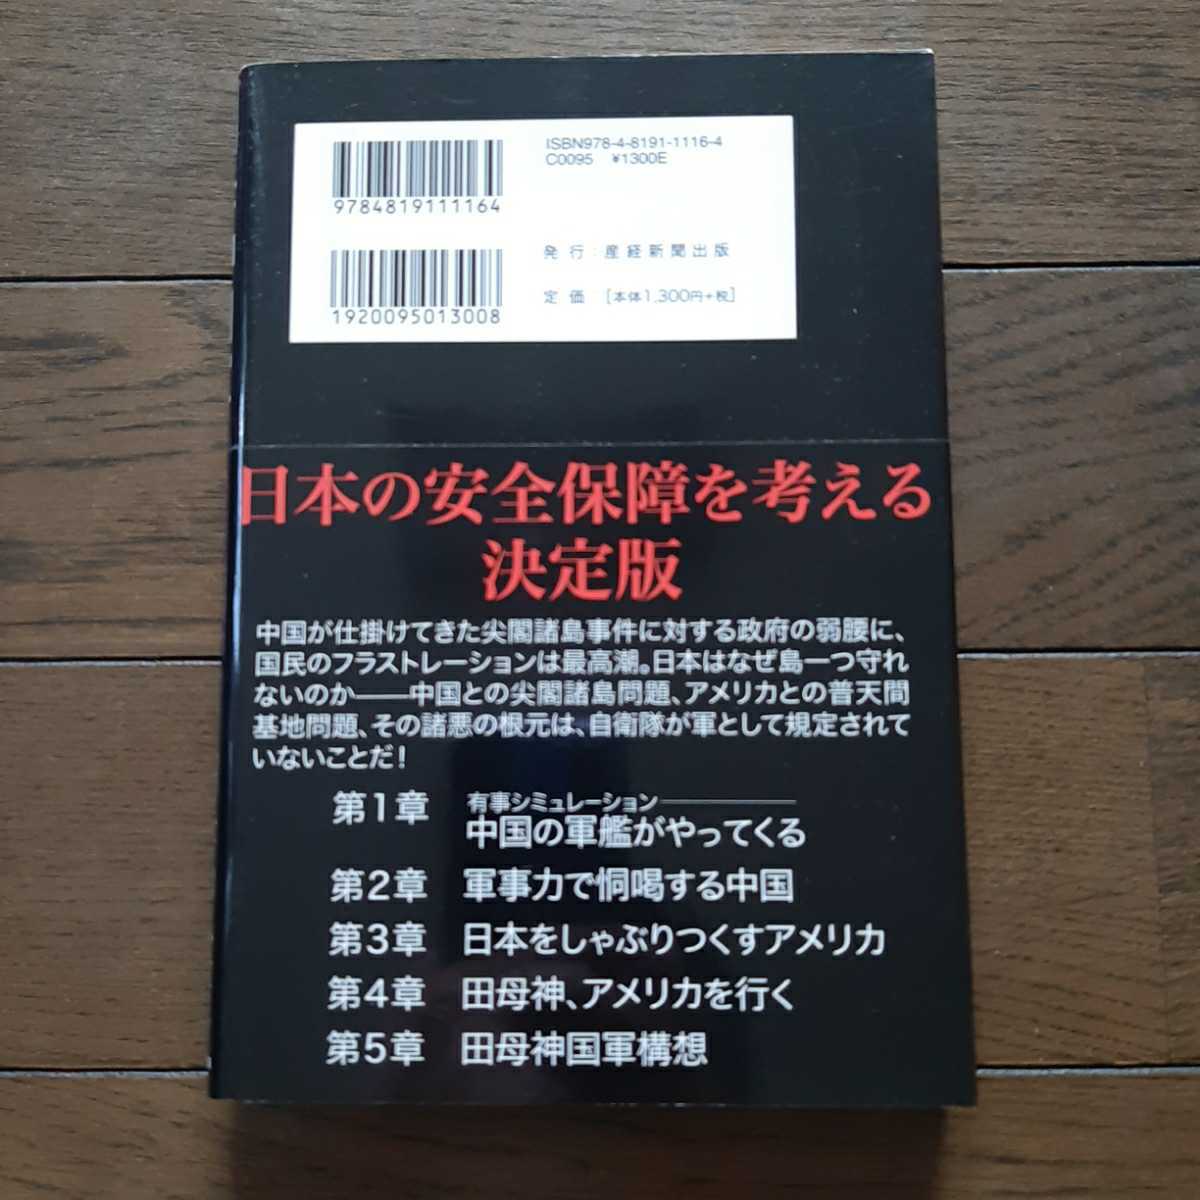 ISBN978-4-8191-1116-4
C0095 ¥1300E
9784819111164
発行:産経新聞出版
定価 [本体1,300円+税]
1920095013008
日本の安全保障を考える
決定版
中国が仕掛けてきた尖閣諸島事件に対する政府の弱腰に、
国民のフラストレーションは最高潮。日本はなぜ島一つ守れ
ないのか――中国との尖閣諸島問題、アメリカとの普天間
基地問題、その諸悪の根元は、自衛隊が軍として規定されて
いないことだ!
第1章 有事シミュレーション――
中国の軍艦がやってくる
第2章 軍事力で恫喝する中国
第3章 日本をしゃぶりつくすアメリカ
第4章 田母神、アメリカを行く
第5章 田母神国軍構想